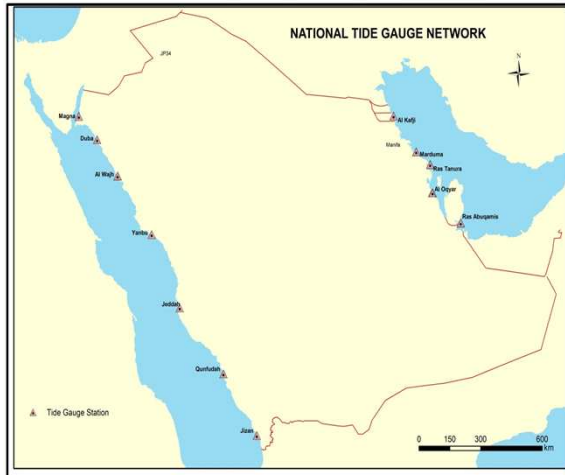 NATIONAL TIDE GAUGE NETWORK
N
JP04
Magna
Al Kafji
Duba
Manifa
Marduma
Ras Tanura
Al Wajh
Al Oqyar
Ras Abuqamis
Yanbu
Jeddah
Qunfudah
Tide Gauge Station
Jizan
0 150 300 600
km